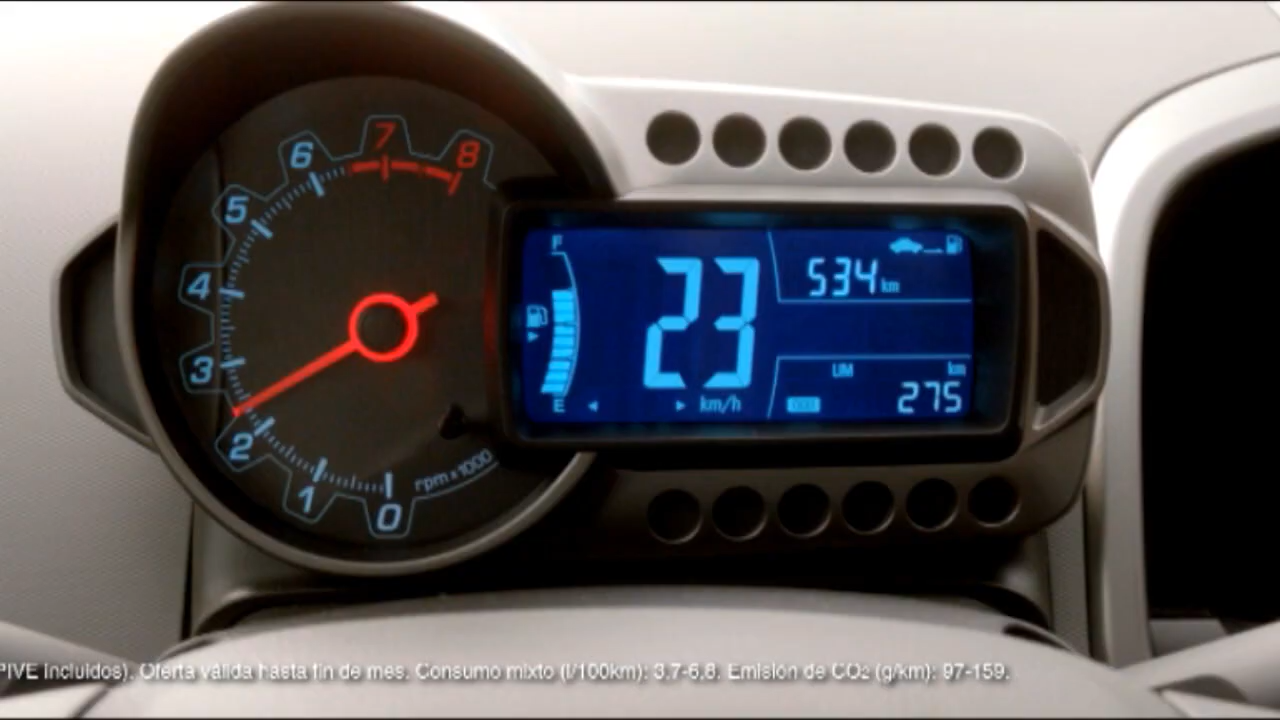 8
7
6
5
4
3
2
1
0
rpm x 1000
F
E
23
km/h
534 km
LIM km
275
PIVE incluidos). Oferta válida hasta fin de mes. Consumo mixto (l/100km): 3,7-6,8. Emisión de CO2 (g/km): 97-159.